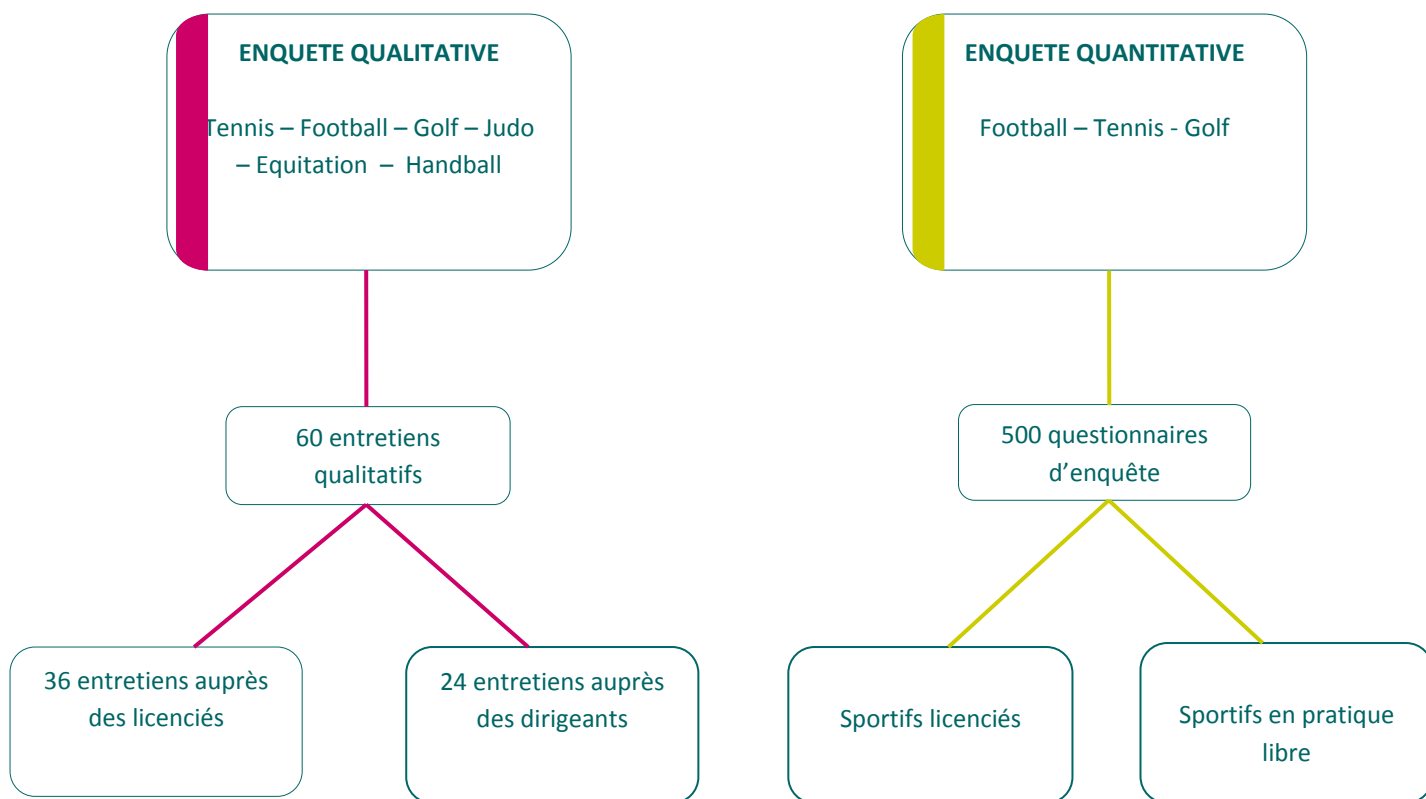 ENQUETE QUALITATIVE
Tennis – Football – Golf – Judo
– Equitation – Handball
ENQUETE QUANTITATIVE
Football – Tennis - Golf
60 entretiens
qualitatifs
500 questionnaires
d’enquête
36 entretiens auprès
des licenciés
24 entretiens auprès
des dirigeants
Sportifs licenciés
Sportifs en pratique
libre